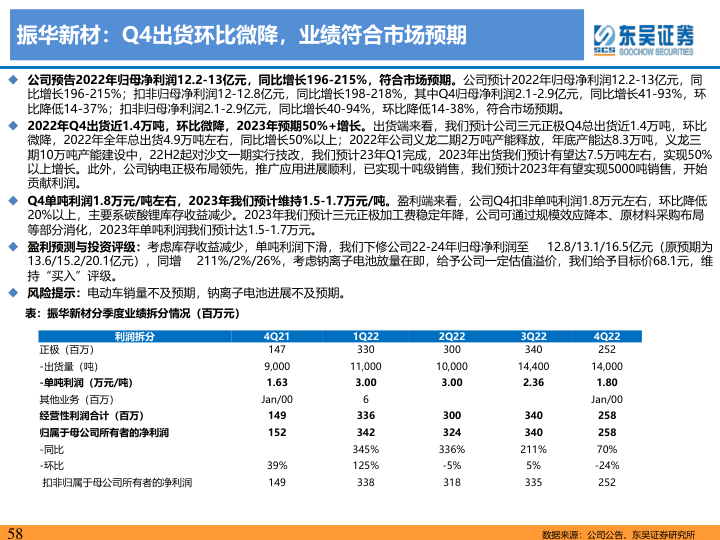 振华新材：Q4出货环比微降，业绩符合市场预期
东吴证券
SCS SOOCHOW SECURITIES
◆ 公司预告2022年归母净利润12.2-13亿元，同比增长196-215%，符合市场预期。公司预计2022年归母净利润12.2-13亿元，同
比增长196-215%；扣非归母净利润12-12.8亿元，同比增长198-218%，其中Q4归母净利润2.1-2.9亿元，同比增长41-93%，环
比降低14-37%；扣非归母净利润2.1-2.9亿元，同比增长40-94%，环比降低14-38%，符合市场预期。
◆ 2022年Q4出货近1.4万吨，环比微降，2023年预期50%+增长。出货端来看，我们预计公司三元正极Q4总出货近1.4万吨，环比
微降，2022年全年总出货4.9万吨左右，同比增长50%以上；2022年公司义龙二期2万吨产能释放，年底产能达8.3万吨，义龙三
期10万吨产能建设中，22H2起对沙文一期实行技改，我们预计23年Q1完成，2023年出货我们预计有望达7.5万吨左右，实现50%
以上增长。此外，公司钠电正极布局领先，推广应用进展顺利，已实现十吨级销售，我们预计2023年有望实现5000吨销售，开始
贡献利润。
◆ Q4单吨利润1.8万元/吨左右，2023年我们预计维持1.5-1.7万元/吨。盈利端来看，公司Q4扣非单吨利润1.8万元左右，环比降低
20%以上，主要系碳酸锂库存收益减少。2023年我们预计三元正极加工费稳定年降，公司可通过规模效应降本、原材料采购布局
等部分消化，2023年单吨利润我们预计达1.5-1.7万元。
◆ 盈利预测与投资评级：考虑库存收益减少，单吨利润下滑，我们下修公司22-24年归母净利润至 12.8/13.1/16.5亿元（原预期为
13.6/15.2/20.1亿元），同增 211%/2%/26%，考虑钠离子电池放量在即，给予公司一定估值溢价，我们给予目标价68.1元，维
持“买入”评级。
◆ 风险提示：电动车销量不及预期，钠离子电池进展不及预期。
表：振华新材分季度业绩拆分情况（百万元）
利润拆分 4Q21 1Q22 2Q22 3Q22 4Q22
正极（百万） 147 330 300 340 252
-出货量（吨） 9,000 11,000 10,000 14,400 14,000
-单吨利润（万元/吨） 1.63 3.00 3.00 2.36 1.80
其他业务（百万） Jan/00 6 Jan/00
经营性利润合计（百万） 149 336 300 340 258
归属于母公司所有者的净利润 152 342 324 340 258
-同比 345% 336% 211% 70%
-环比 39% 125% -5% 5% -24%
扣非归属于母公司所有者的净利润 149 338 318 335 252
58
数据来源：公司公告、东吴证券研究所